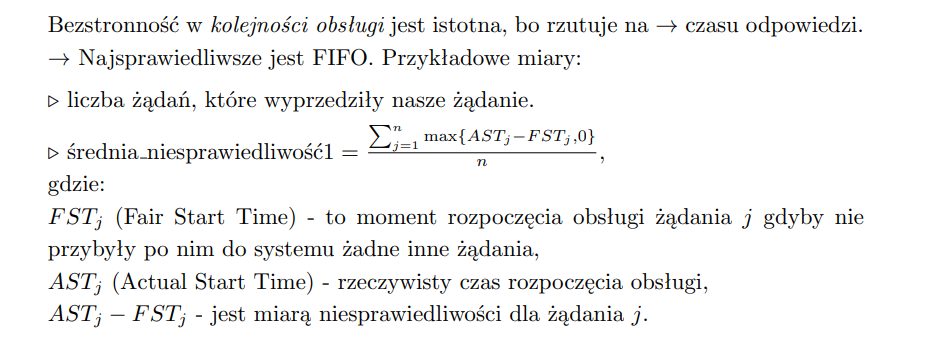 Bezstronność w kolejności obsługi jest istotna, bo rzutuje na → czasu odpowiedzi.
→ Najsprawiedliwsze jest FIFO. Przykładowe miary:
▷ liczba żądań, które wyprzedziły nasze żądanie.
▷ średnia_niesprawiedliwość1 = \frac{\sum_{j=1}^{n} \max\{AST_j - FST_j, 0\}}{n},
gdzie:
FST_j (Fair Start Time) - to moment rozpoczęcia obsługi żądania j gdyby nie
przybyły po nim do systemu żadne inne żądania,
AST_j (Actual Start Time) - rzeczywisty czas rozpoczęcia obsługi,
AST_j − FST_j - jest miarą niesprawiedliwości dla żądania j.